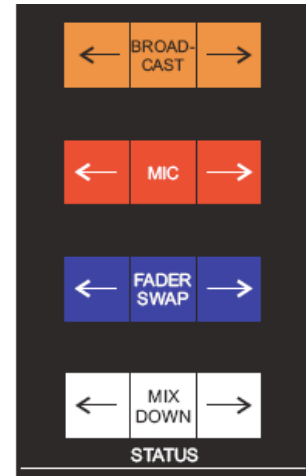 BROAD-
CAST
MIC
FADER
SWAP
MIX
DOWN
STATUS